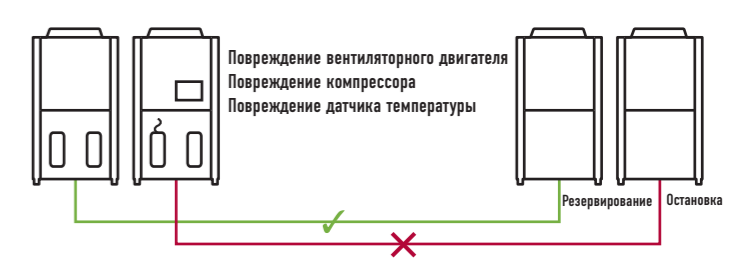 Повреждение вентиляторного двигателя
Повреждение компрессора
Повреждение датчика температуры
Резервирование
Остановка